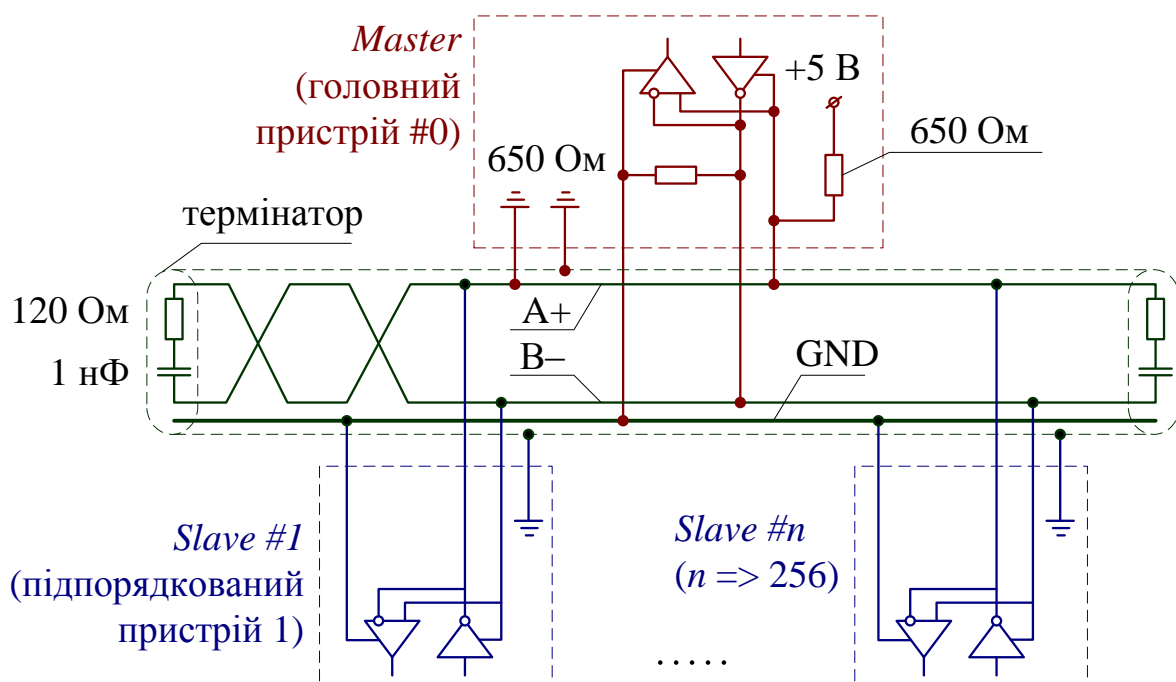 Master
(головний
пристрій #0)
+5 В
650 Ом
650 Ом
термінатор
120 Ом
1 нФ
A+
B–
GND
Slave #1
(підпорядкований
пристрій 1)
Slave #n
(n => 256)
. . . . .